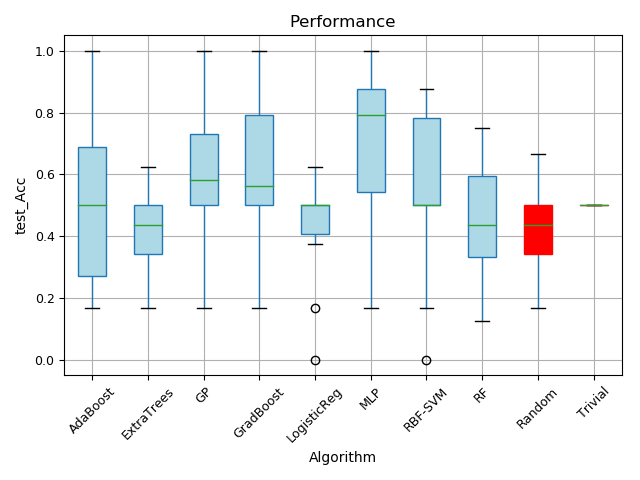 Performance
test_Acc
1.0
0.8
0.6
0.4
0.2
0.0
AdaBoost
ExtraTrees
GP
GradBoost
LogisticReg
MLP
RBF-SVM
RF
Random
Trivial
Algorithm